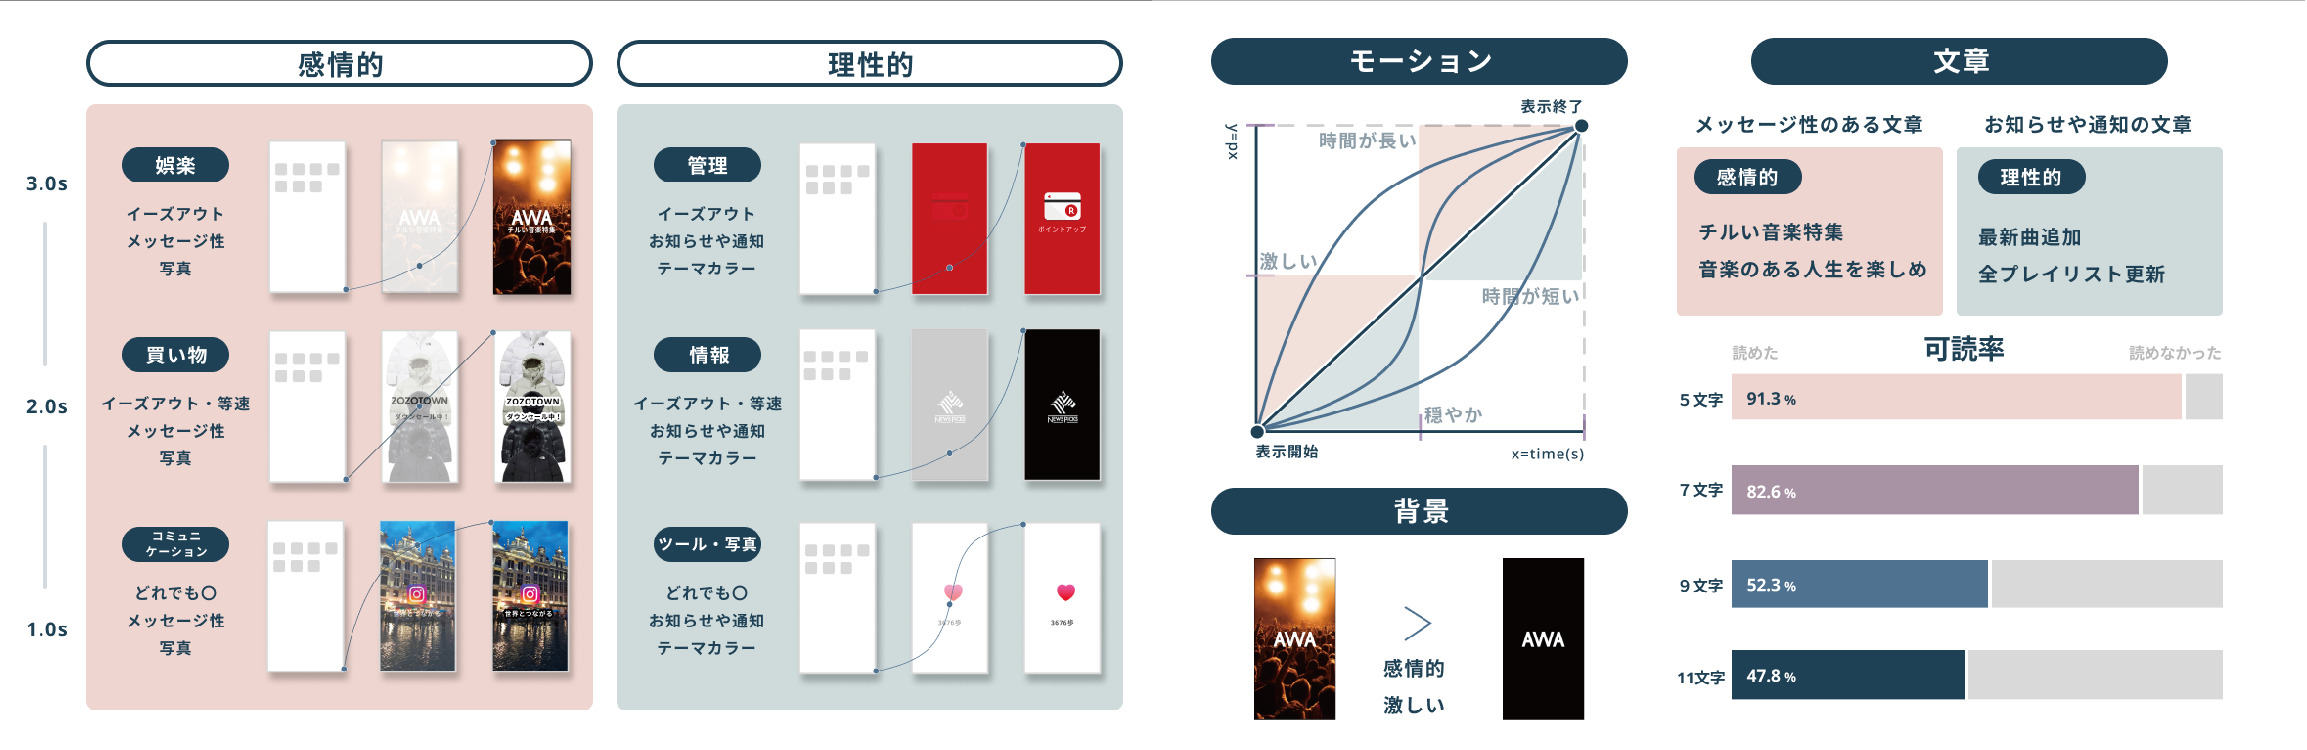 感情的
理性的
3.0s
2.0s
1.0s
娯楽
イーズアウト
メッセージ性
写真
AWA
チルい音楽特集
AWA
チルい音楽特集
買い物
イーズアウト・等速
メッセージ性
写真
ZOZOTOWN
ダウンセール中！
ZOZOTOWN
ダウンセール中！
コミュニ
ケーション
どれでも〇
メッセージ性
写真
世界とつながる
世界とつながる
管理
イーズアウト
お知らせや通知
テーマカラー
R
ポイントアップ
情報
イーズアウト・等速
お知らせや通知
テーマカラー
NEWSPICKS
NEWSPICKS
ツール・写真
どれでも〇
お知らせや通知
テーマカラー
3676歩
3676歩
モーション
表示終了
y=px
時間が長い
激しい
時間が短い
穏やか
表示開始
x=time(s)
背景
AWA
感情的
激しい
AWA
文章
メッセージ性のある文章
感情的
チルい音楽特集
音楽のある人生を楽しめ
お知らせや通知の文章
理性的
最新曲追加
全プレイリスト更新
読めた
可読率
読めなかった
5文字
91.3 %
7文字
82.6 %
9文字
52.3 %
11文字
47.8 %